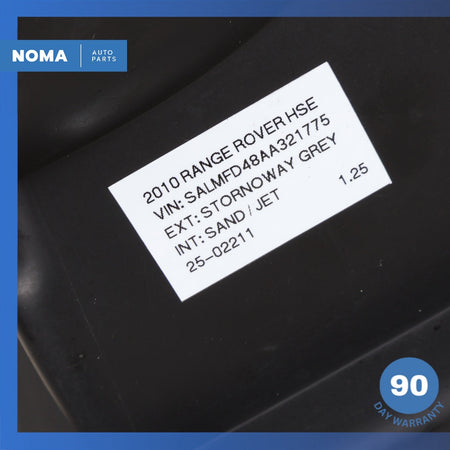 NOMA AUTO PARTS
2010 RANGE ROVER HSE
VIN: SALMFD48AA321775
EXT: STORNOWAY GREY
INT: SAND / JET 1.25
25-02211
90
DAY WARRANTY